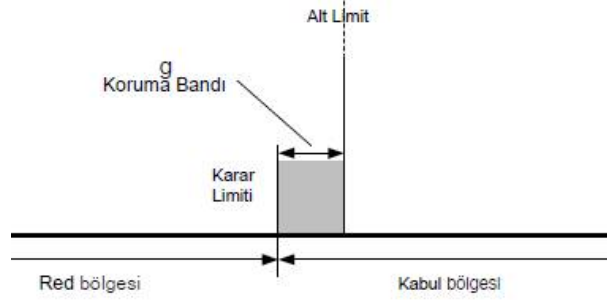 Alt Limit
g
Koruma Bandı
Karar
Limiti
Red bölgesi
Kabul bölgesi